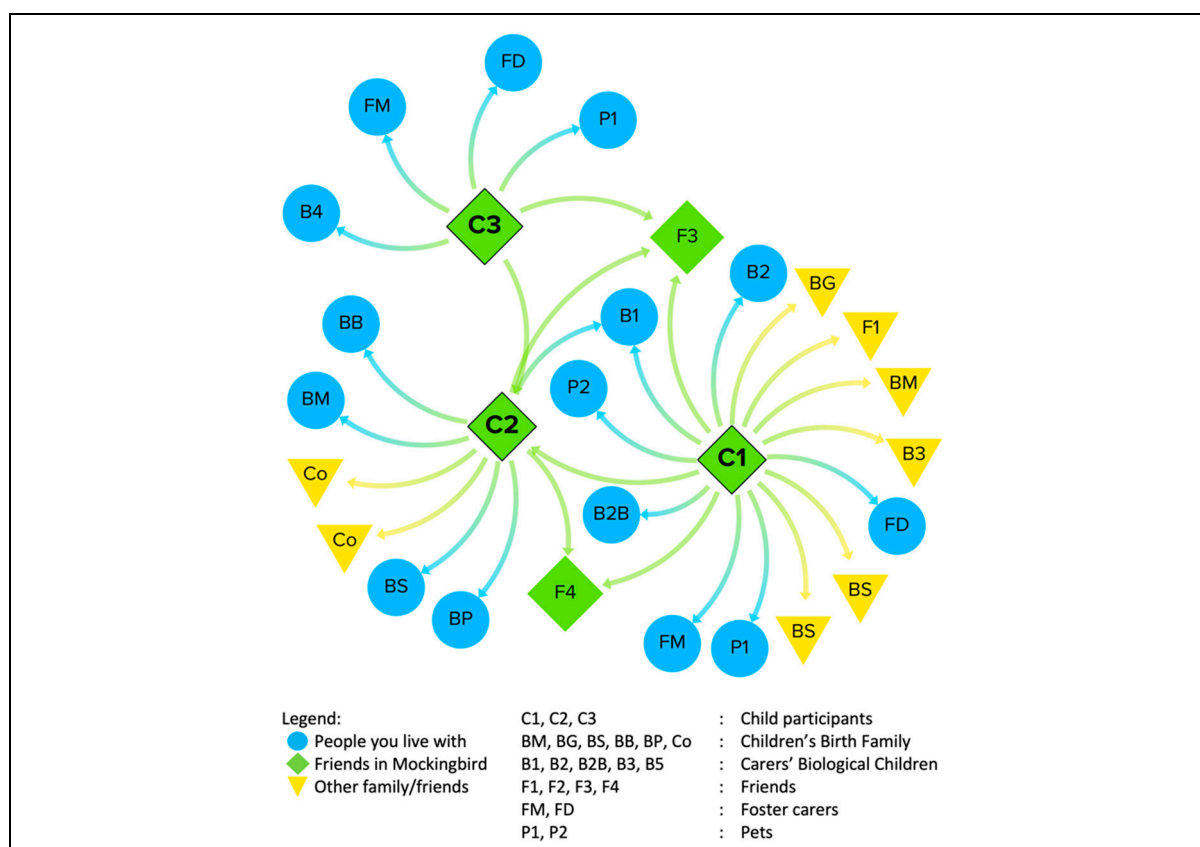 FD
FM
P1
B4
C3
F3
B2
BG
B1
F1
BB
P2
BM
BM
C2
C1
B3
Co
B2B
FD
Co
BS
F4
BS
BP
BS
FM
P1
Legend:
People you live with
Friends in Mockingbird
Other family/friends
C1, C2, C3 : Child participants
BM, BG, BS, BB, BP, Co : Children's Birth Family
B1, B2, B2B, B3, B5 : Carers' Biological Children
F1, F2, F3, F4 : Friends
FM, FD : Foster carers
P1, P2 : Pets